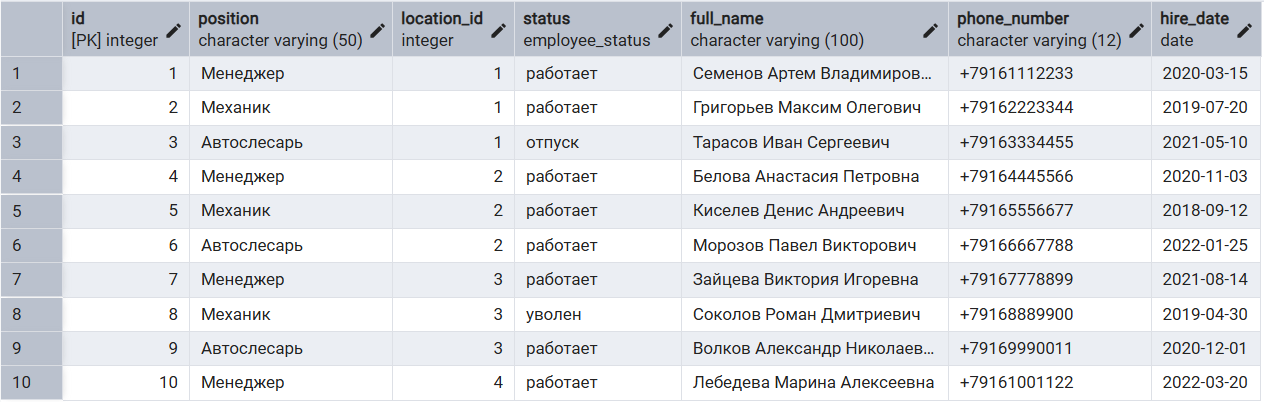 id position location_id status full_name phone_number hire_date
[PK] integer character varying (50) integer employee_status character varying (100) character varying (12) date
1 1 Менеджер 1 работает Семенов Артем Владимиров… +79161112233 2020-03-15
2 2 Механик 1 работает Григорьев Максим Олегович +79162223344 2019-07-20
3 3 Автослесарь 1 отпуск Тарасов Иван Сергеевич +79163334455 2021-05-10
4 4 Менеджер 2 работает Белова Анастасия Петровна +79164445566 2020-11-03
5 5 Механик 2 работает Киселев Денис Андреевич +79165556677 2018-09-12
6 6 Автослесарь 2 работает Морозов Павел Викторович +79166667788 2022-01-25
7 7 Менеджер 3 работает Зайцева Виктория Игоревна +79167778899 2021-08-14
8 8 Механик 3 уволен Соколов Роман Дмитриевич +79168889900 2019-04-30
9 9 Автослесарь 3 работает Волков Александр Николаев… +79169990011 2020-12-01
10 10 Менеджер 4 работает Лебедева Марина Алексеевна +79161001122 2022-03-20